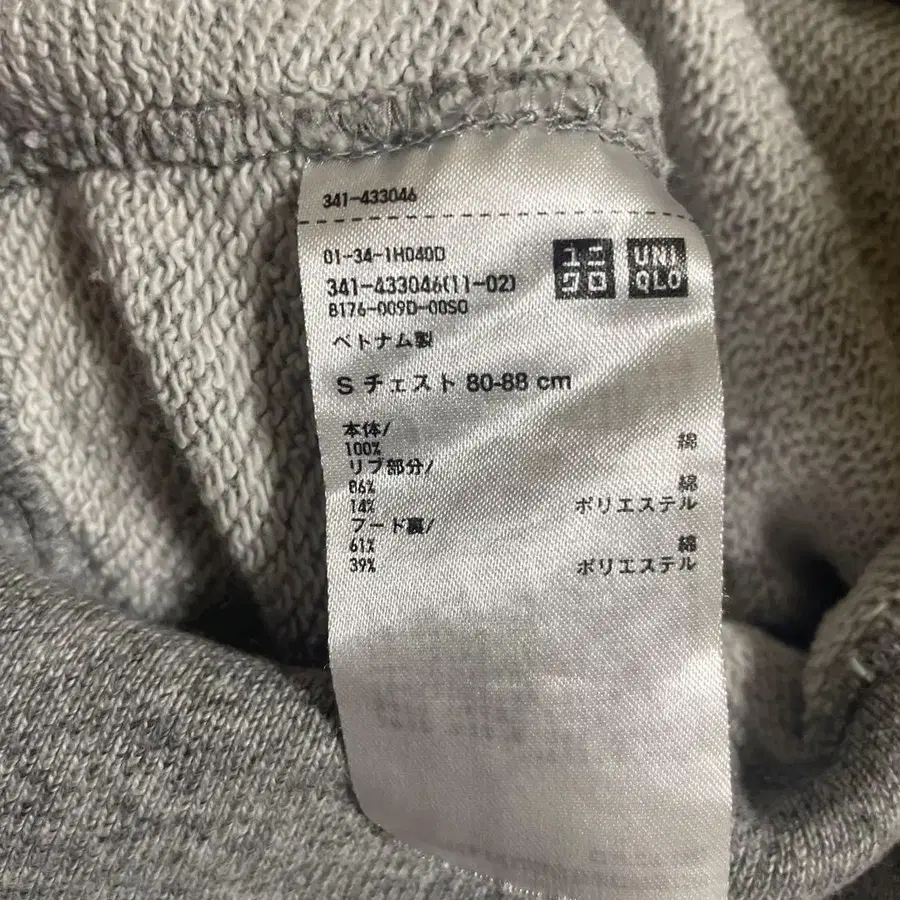 341-433046
01-34-1H040D
341-433046(11-02)
8176-009D-00SO
ユニ
クロ
UNI
QLO
ベトナム製
S チェスト 80-88 cm
本体/
100% 綿
リブ部分/
86% 綿
14% ポリエステル
フード裏/
61% 綿
39% ポリエステル